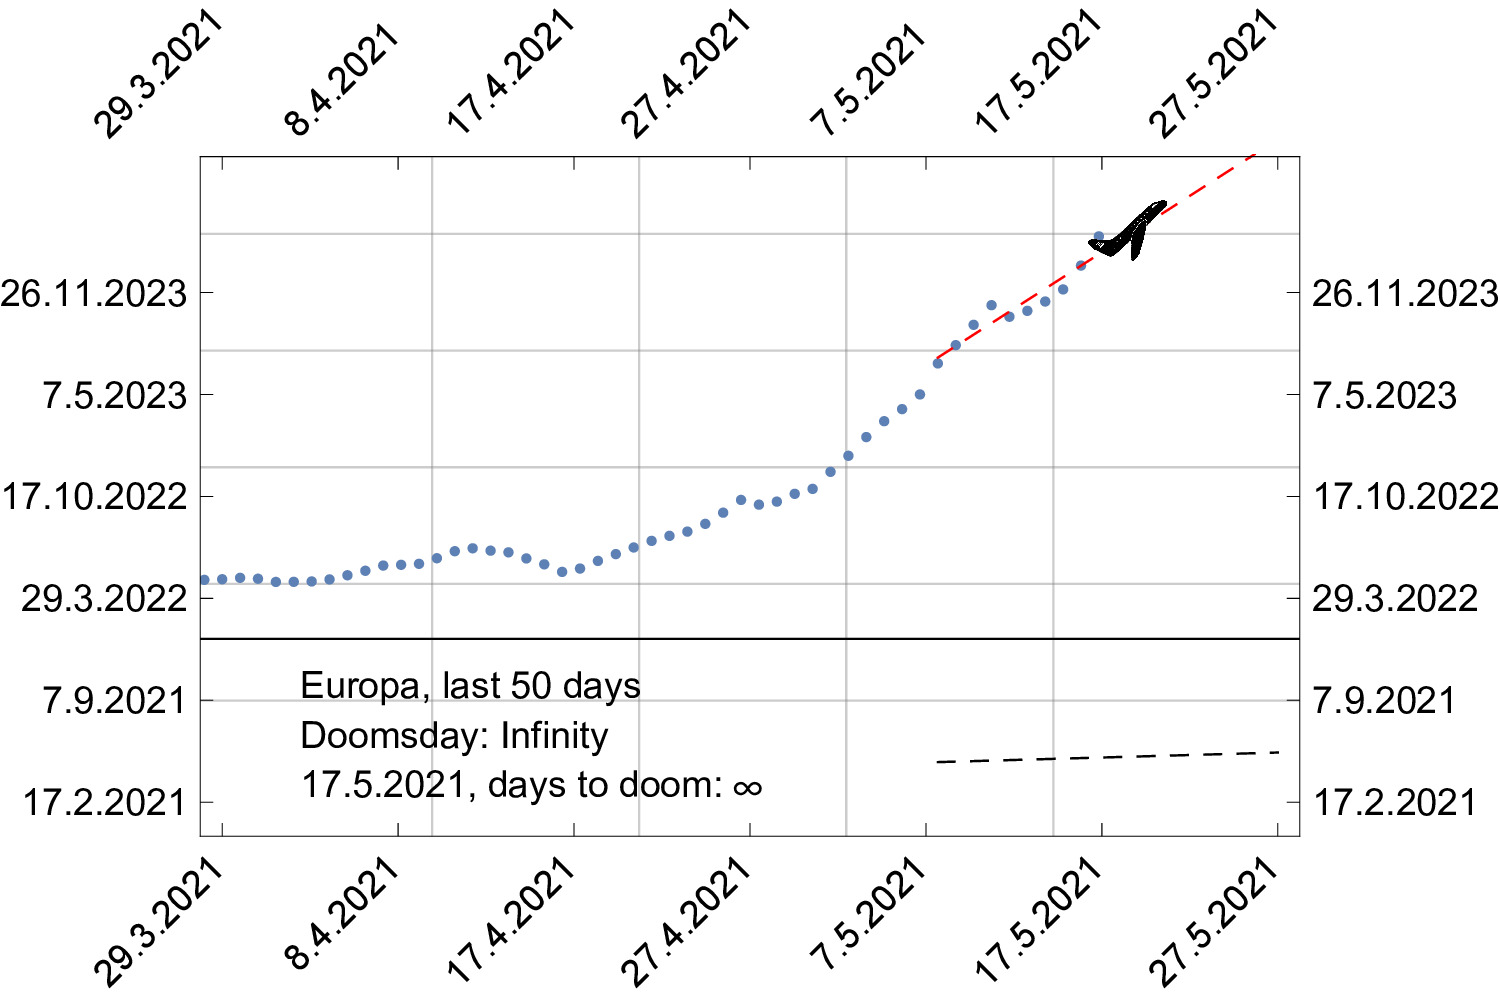 29.3.2021 8.4.2021 17.4.2021 27.4.2021 7.5.2021 17.5.2021 27.5.2021
26.11.2023 26.11.2023
7.5.2023 7.5.2023
17.10.2022 17.10.2022
29.3.2022 29.3.2022
Europa, last 50 days
7.9.2021 7.9.2021
Doomsday: Infinity
17.5.2021, days to doom: ∞
17.2.2021 17.2.2021
29.3.2021 8.4.2021 17.4.2021 27.4.2021 7.5.2021 17.5.2021 27.5.2021